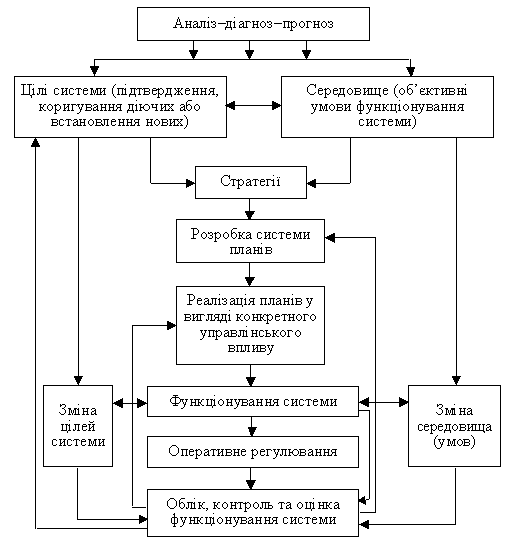 Аналіз–діагноз–прогноз
Цілі системи (підтвердження,
коригування діючих або
встановлення нових)
Середовище (об’єктивні
умови функціонування
системи)
Стратегії
Розробка системи
планів
Реалізація планів у
вигляді конкретного
управлінського
впливу
Зміна
цілей
системи
Функціонування системи
Зміна
середовища
(умов)
Оперативне регулювання
Облік, контроль та оцінка
функціонування системи